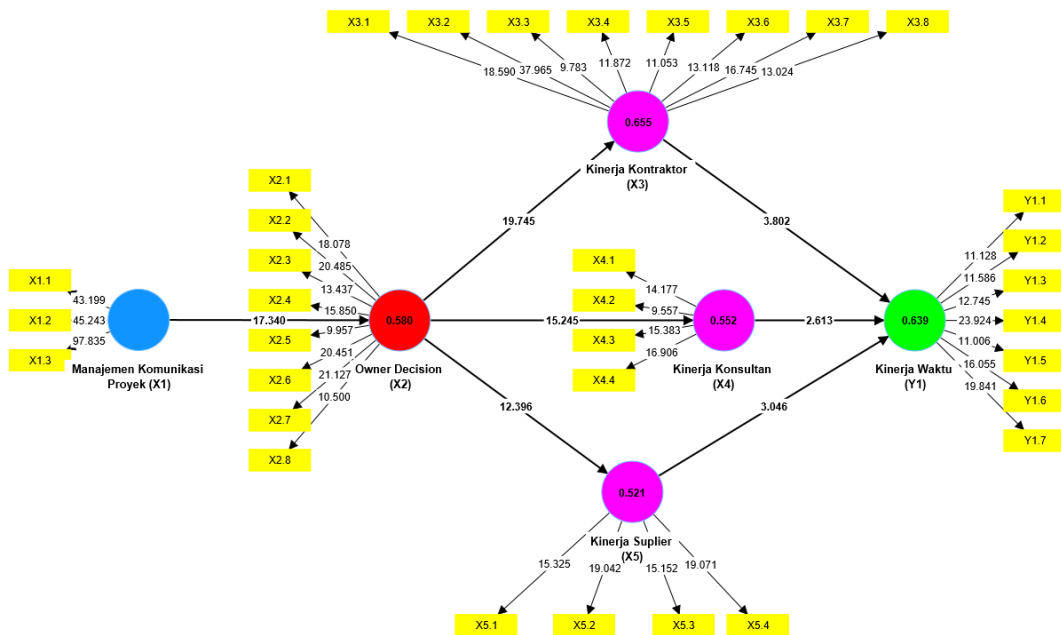 X3.1 X3.2 X3.3 X3.4 X3.5 X3.6 X3.7 X3.8
18.590 37.965 9.783 11.872 11.053 13.118 16.745 13.024
0.655
Kinerja Kontraktor
(X3)
X2.1
X2.2
X2.3
X2.4
X2.5
X2.6
X2.7
X2.8
18.078
20.485
13.437
15.850
9.957
20.451
21.127
10.500
19.745
3.802
X1.1
X1.2
X1.3
43.199
45.243
97.835
Manajemen Komunikasi
Proyek (X1)
17.340
0.580
Owner Decision
(X2)
15.245
X4.1
X4.2
X4.3
X4.4
14.177
9.557
15.383
16.906
0.552
Kinerja Konsultan
(X4)
2.613
0.639
Kinerja Waktu
(Y1)
11.128
11.586
12.745
23.924
11.006
16.055
19.841
Y1.1
Y1.2
Y1.3
Y1.4
Y1.5
Y1.6
Y1.7
12.396
3.046
0.521
Kinerja Suplier
(X5)
15.325 19.042 15.152 19.071
X5.1 X5.2 X5.3 X5.4